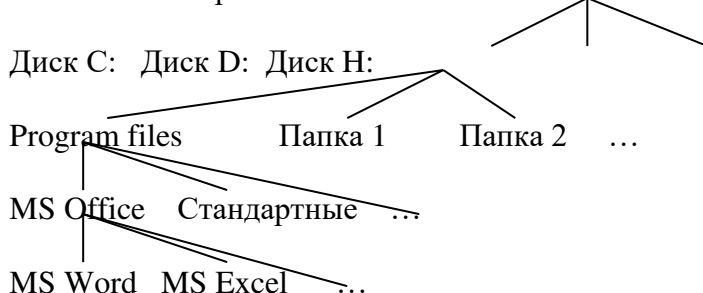 Диск C: Диск D: Диск H:
Program files Папка 1 Папка 2 …
MS Office Стандартные …
MS Word MS Excel …